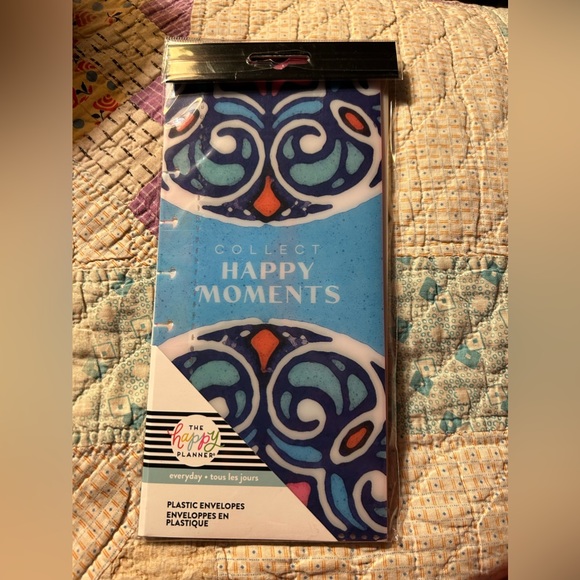 COLLECT
HAPPY
MOMENTS
THE
happy
PLANNER®
everyday • tous les jours
PLASTIC ENVELOPES
ENVELOPPES EN
PLASTIQUE